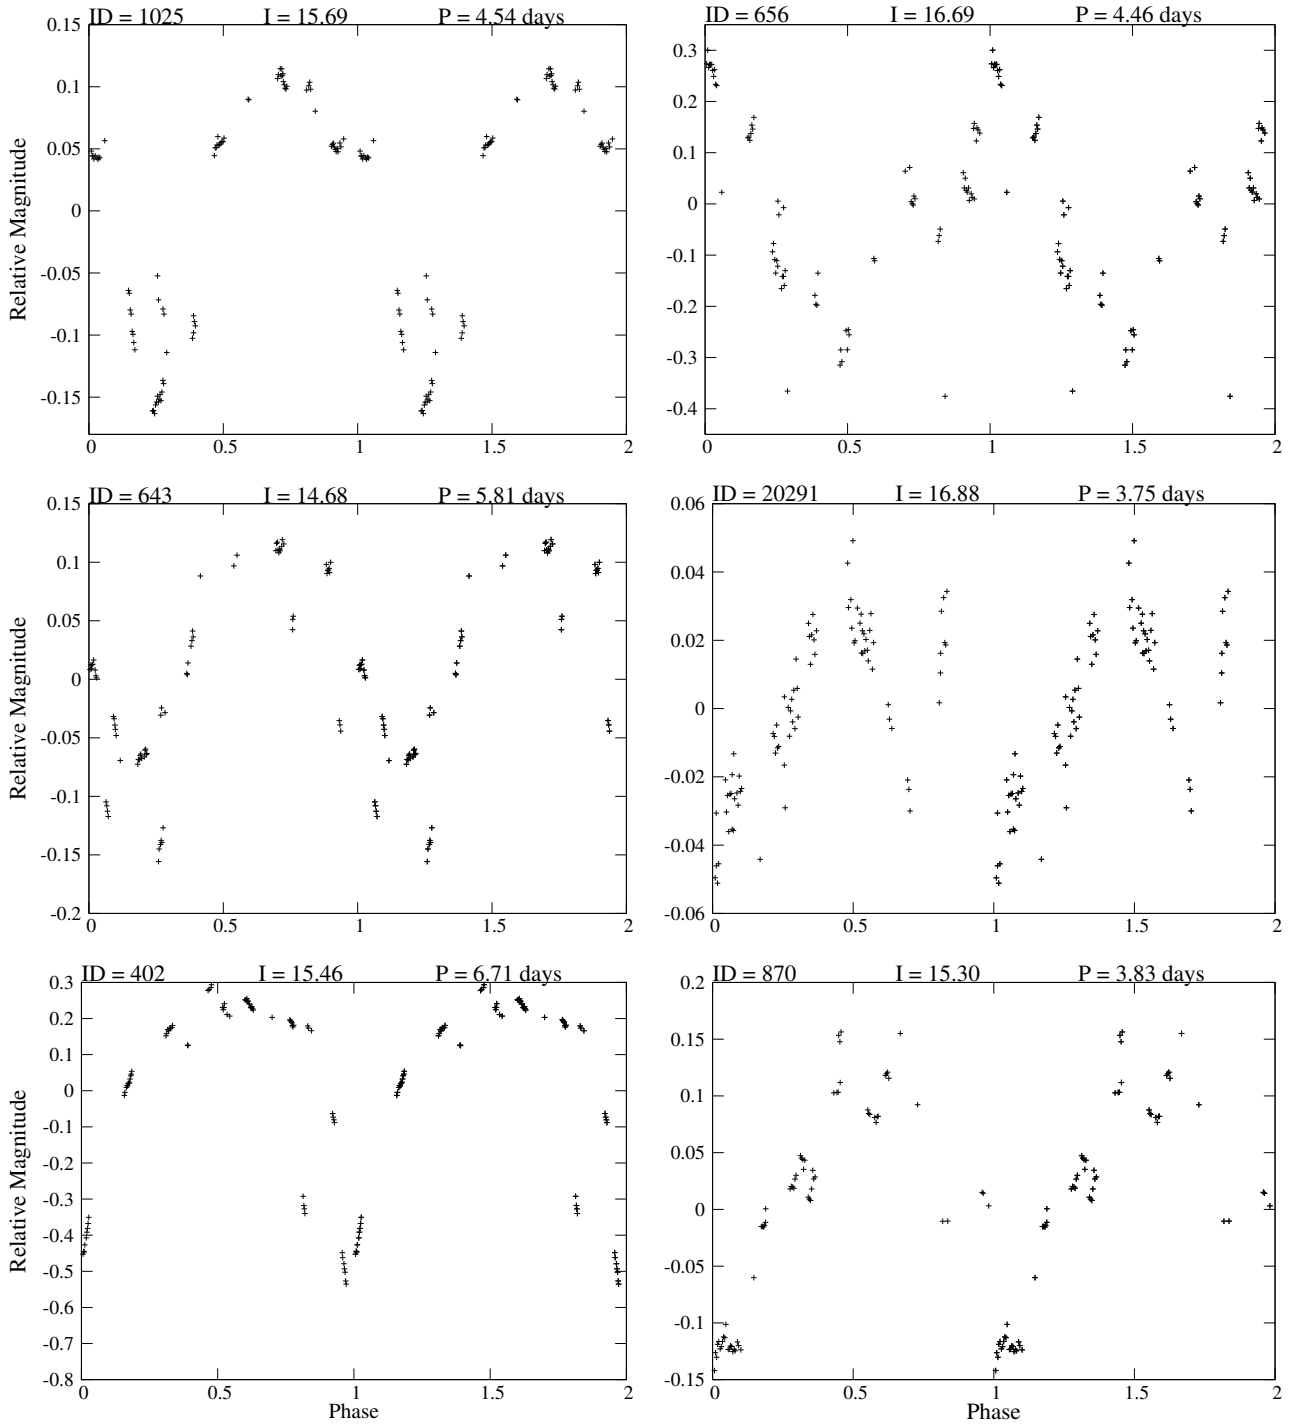 ID = 1025 I = 15.69 P = 4.54 days
0.15
0.1
0.05
0
-0.05
-0.1
-0.15
0 0.5 1 1.5 2
Relative Magnitude
ID = 656 I = 16.69 P = 4.46 days
0.3
0.2
0.1
0
-0.1
-0.2
-0.3
-0.4
0 0.5 1 1.5 2
ID = 643 I = 14.68 P = 5.81 days
0.15
0.1
0.05
0
-0.05
-0.1
-0.15
-0.2
0 0.5 1 1.5 2
Relative Magnitude
ID = 20291 I = 16.88 P = 3.75 days
0.06
0.04
0.02
0
-0.02
-0.04
-0.06
0 0.5 1 1.5 2
ID = 402 I = 15.46 P = 6.71 days
0.3
0.2
0.1
0
-0.1
-0.2
-0.3
-0.4
-0.5
-0.6
-0.7
-0.8
0 0.5 1 1.5 2
Relative Magnitude
Phase
ID = 870 I = 15.30 P = 3.83 days
0.2
0.15
0.1
0.05
0
-0.05
-0.1
-0.15
0 0.5 1 1.5 2
Phase